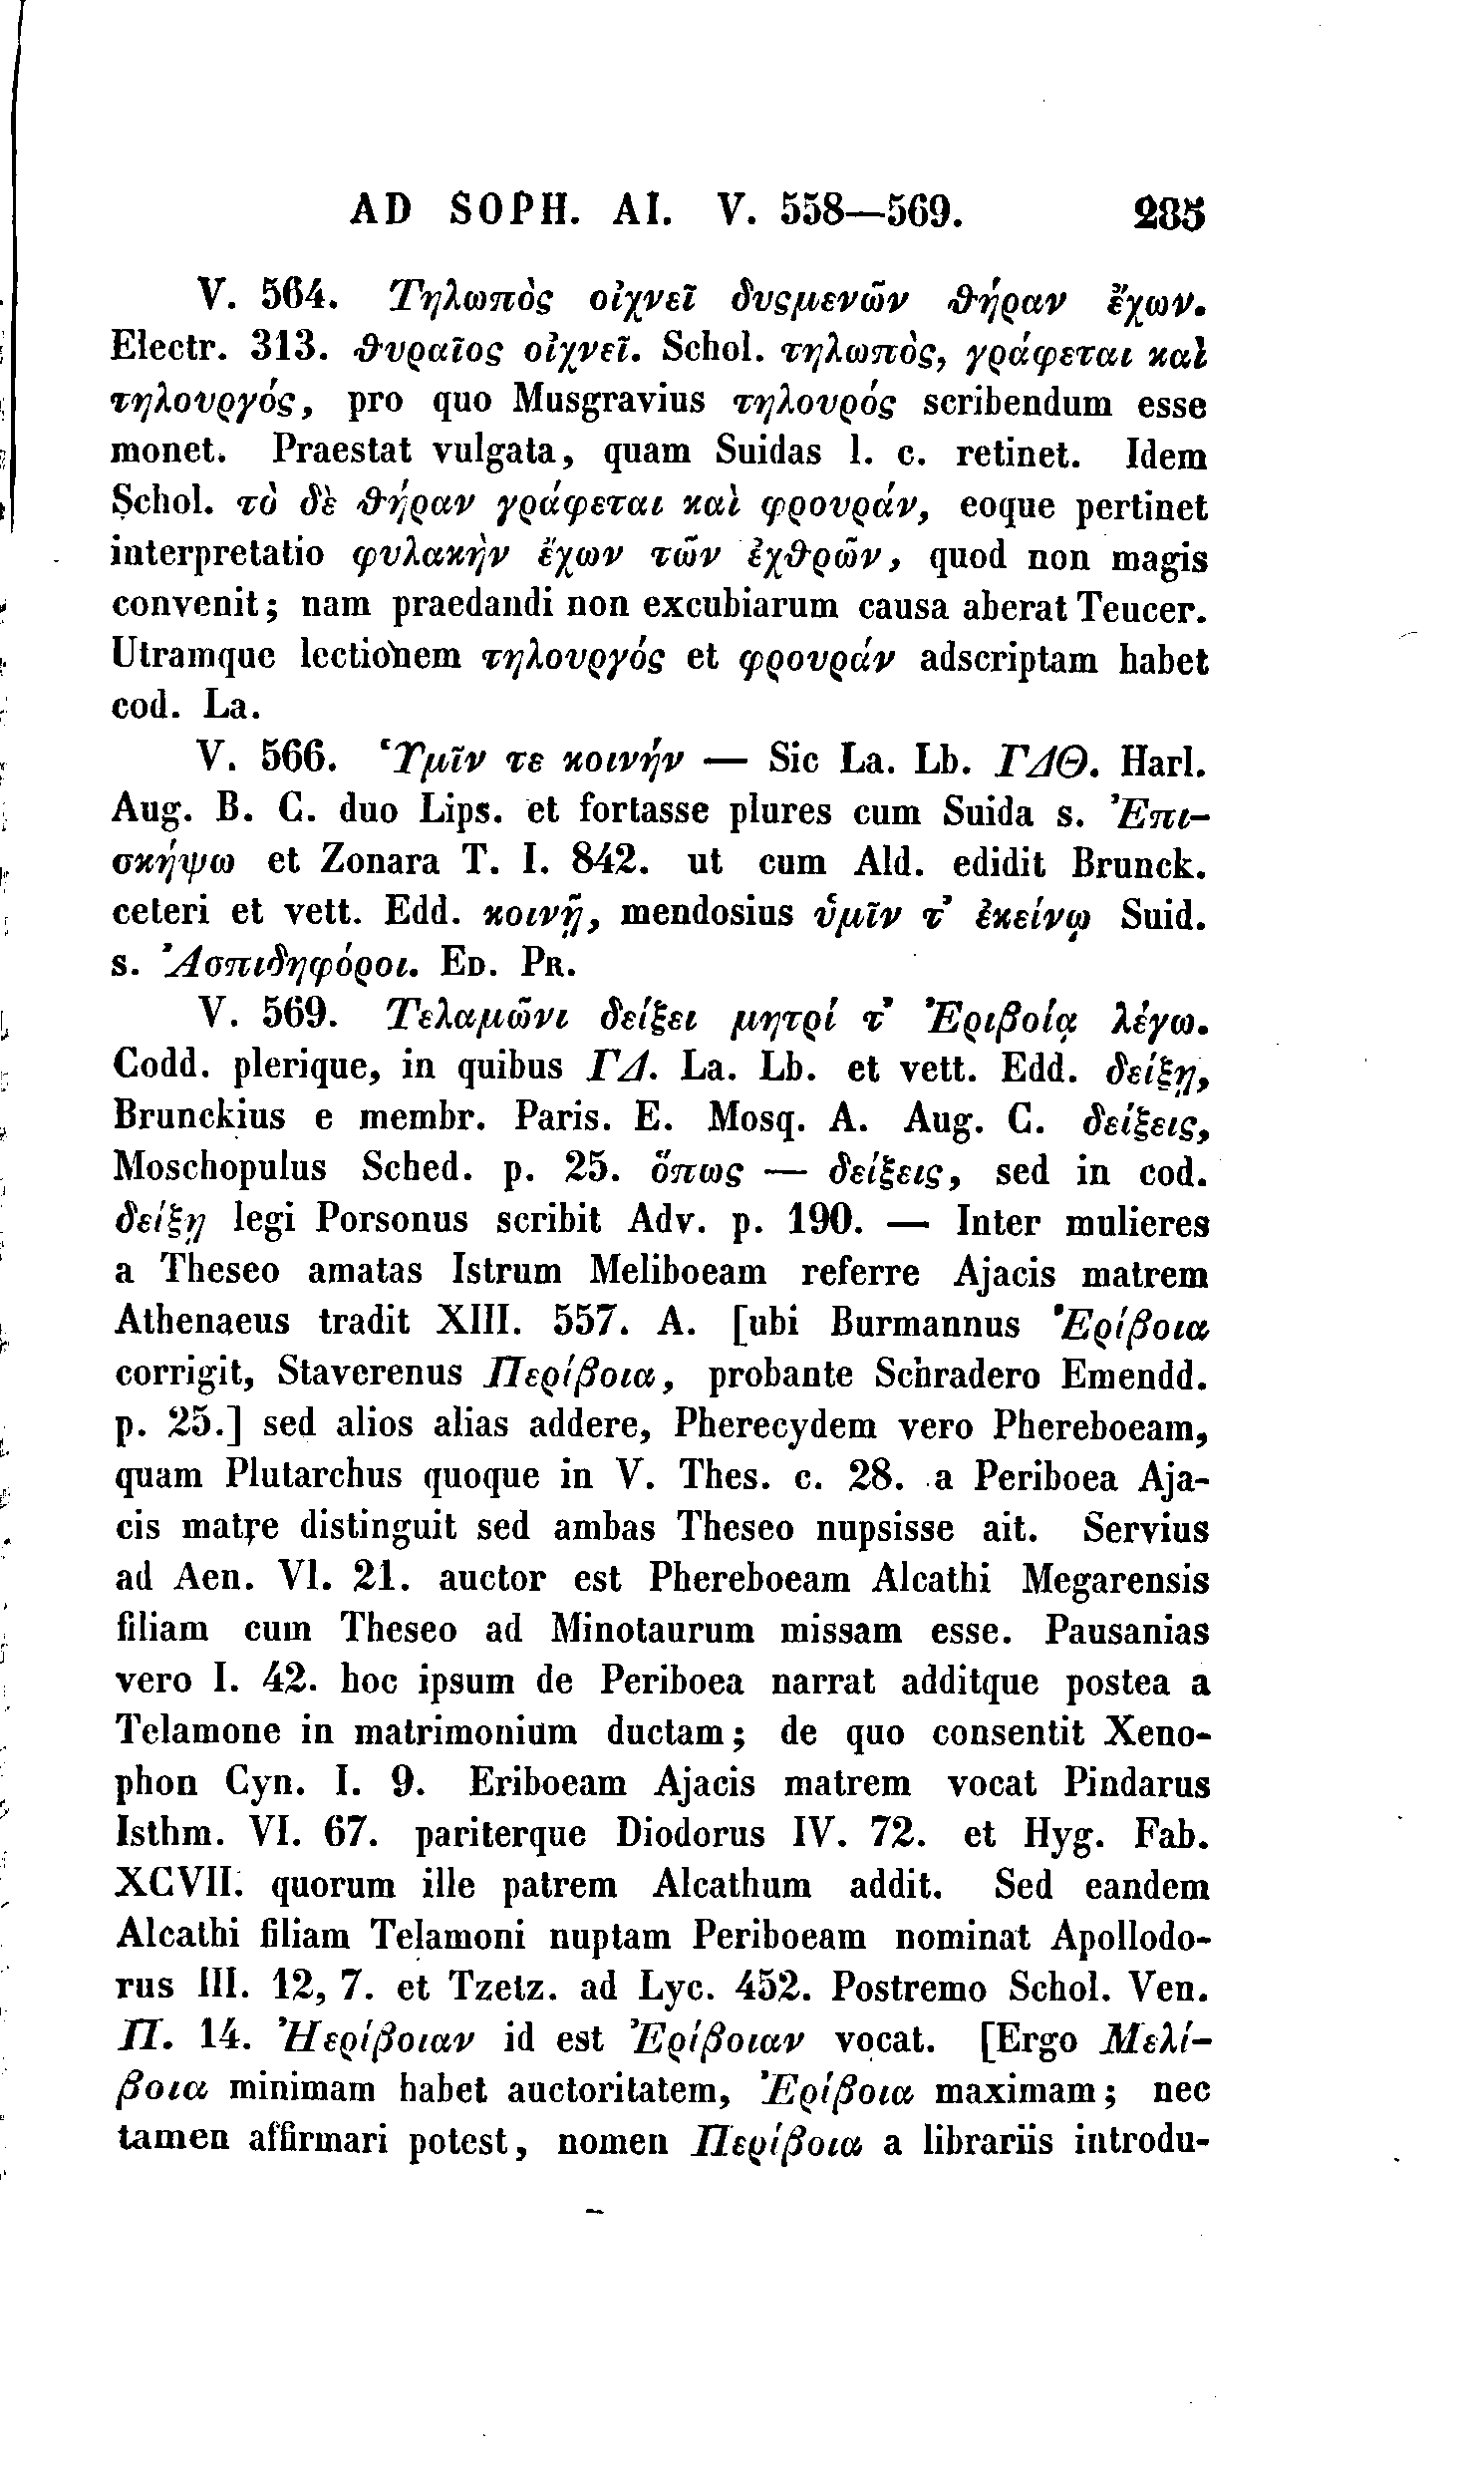 AD SOPH. AI. V. 558—569. 285
V. 564. Τηλωπὸς οἰχνεῖ δυςμενῶν ϑήραν ἔχων.
Electr. 313. ϑυραῖος οἰχνεῖ. Schol. τηλωπὸς, γράφεται καὶ
τηλουργός, pro quo Musgravius τηλουρός scribendum esse
monet. Praestat vulgata, quam Suidas l. c. retinet. Idem
Schol. τὸ δὲ ϑήραν γράφεται καὶ φρουράν, eoque pertinet
interpretatio φυλακὴν ἔχων τῶν ἐχϑρῶν, quod non magis
convenit; nam praedandi non excubiarum causa aberat Teucer.
Utramque lectionem τηλουργός et φρουράν adscriptam habet
cod. La.
V. 566. Ὑμῖν τε κοινήν — Sic La. Lb. ΓΔΘ. Harl.
Aug. B. C. duo Lips. et fortasse plures cum Suida s. Ἐπι-
σκήψω et Zonara T. I. 842. ut cum Ald. edidit Brunck.
ceteri et vett. Edd. κοινῇ, mendosius ὑμῖν τ' ἐκείνῳ Suid.
s. Ἀσπιδηφόροι. ED. PR.
V. 569. Τελαμῶνι δείξει μητρί τ' Ἐριβοίᾳ λέγω.
Codd. plerique, in quibus ΓΔ. La. Lb. et vett. Edd. δείξῃ,
Brunckius e membr. Paris. E. Mosq. A. Aug. C. δείξεις,
Moschopulus Sched. p. 25. ὅπως — δείξεις, sed in cod.
δείξῃ legi Porsonus scribit Adv. p. 190. — Inter mulieres
a Theseo amatas Istrum Meliboeam referre Ajacis matrem
Athenaeus tradit XIII. 557. A. [ubi Burmannus Ἐρίβοια
corrigit, Staverenus Περίβοια, probante Schradero Emendd.
p. 25.] sed alios alias addere, Pherecydem vero Phereboeam,
quam Plutarchus quoque in V. Thes. c. 28. a Periboea Aja-
cis matre distinguit sed ambas Theseo nupsisse ait. Servius
ad Aen. VI. 21. auctor est Phereboeam Alcathi Megarensis
filiam cum Theseo ad Minotaurum missam esse. Pausanias
vero I. 42. hoc ipsum de Periboea narrat additque postea a
Telamone in matrimonium ductam; de quo consentit Xeno-
phon Cyn. I. 9. Eriboeam Ajacis matrem vocat Pindarus
Isthm. VI. 67. pariterque Diodorus IV. 72. et Hyg. Fab.
XCVII. quorum ille patrem Alcathum addit. Sed eandem
Alcathi filiam Telamoni nuptam Periboeam nominat Apollodo-
rus III. 12, 7. et Tzetz. ad Lyc. 452. Postremo Schol. Ven.
Π. 14. Ἠερίβοιαν id est Ἐρίβοιαν vocat. [Ergo Μελί-
βοια minimam habet auctoritatem, Ἐρίβοια maximam; nec
tamen affirmari potest, nomen Περίβοια a librariis introdu-